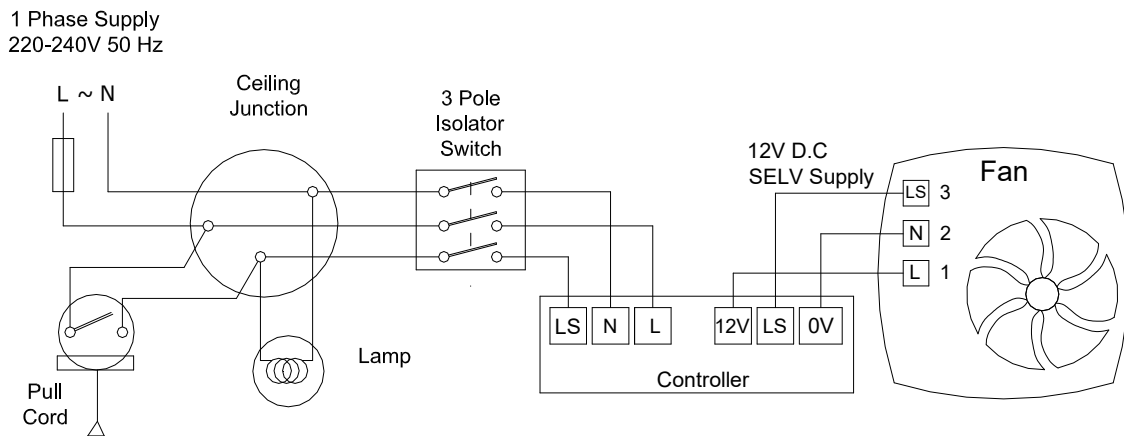 1 Phase Supply
220-240V 50 Hz
L ~ N
Ceiling
Junction
3 Pole
Isolator
Switch
12V D.C
SELV Supply
Fan
LS 3
N 2
L 1
LS N L 12V LS 0V
Controller
Lamp
Pull
Cord